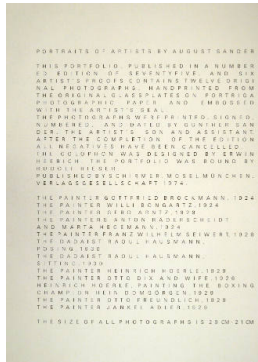 PORTRAITS OF ARTISTS BY AUGUST SANDER
THIS PORTFOLIO, PUBLISHED IN A NUMBER
ED EDITION OF SEVENTYFIVE, AND SIX
ARTIST'S PROOFS CONTAINS TWELVE ORIGI
NAL PHOTOGRAPHS, HANDPRINTED FROM
THE ORIGINAL GLASSPLATES ON PORTRIGA
PHOTOGRAPHIC PAPER AND EMBOSSED
WITH THE ARTIST'S SEAL.
THE PHOTOGRAPHS WERE PRINTED, SIGNED,
NUMBERED, AND DATED BY GUNTHER SAN
DER, THE ARTIST'S SON AND ASSISTANT.
AFTER THE COMPLETION OF THE EDITION
ALL NEGATIVES HAVE BEEN CANCELLED.
THE COLOPHON WAS DESIGNED BY ERWIN
THE PORTFOLIO WAS BOUND BY
RUDOLF RIESER.
PUBLISHED BY SCHIRMER/MOSEL MÜNCHEN,
VERLAGSGESELLSCHAFT 1974.
THE PAINTER GOTTFRIED BROCKMANN, 1924
THE PAINTER WILLI BONGARTZ, 1924
THE PAINTER GERD ARNTZ, 1929
THE PAINTERS ANTON RÄDERSCHEIDT
AND MARTA HEGEMANN, 1924
THE PAINTER FRANZ WILHELM SEIWERT, 1928
THE DADAIST RAOUL HAUSMANN,
POSING, 1928
THE DADAIST RAOUL HAUSMANN,
SITTING, 1928
THE PAINTER HEINRICH HOERLE, 1928
THE PAINTER OTTO DIX AND WIFE, 1928
HEINRICH HOERLE, PAINTING THE BOXING
CHAMPION HEIN DOMGÖRGEN, 1929
THE PAINTER OTTO FREUNDLICH, 1929
THE PAINTER JANKEL ADLER, 1929
THE SIZE OF ALL PHOTOGRAPHS IS 28 CM · 21 CM